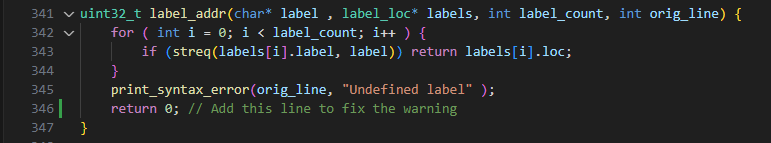 341 uint32_t label_addr(char* label , label_loc* labels, int label_count, int orig_line) {
342 for ( int i = 0; i < label_count; i++ ) {
343 if (streq(labels[i].label, label)) return labels[i].loc;
344 }
345 print_syntax_error(orig_line, "Undefined label" );
346 return 0; // Add this line to fix the warning
347 }